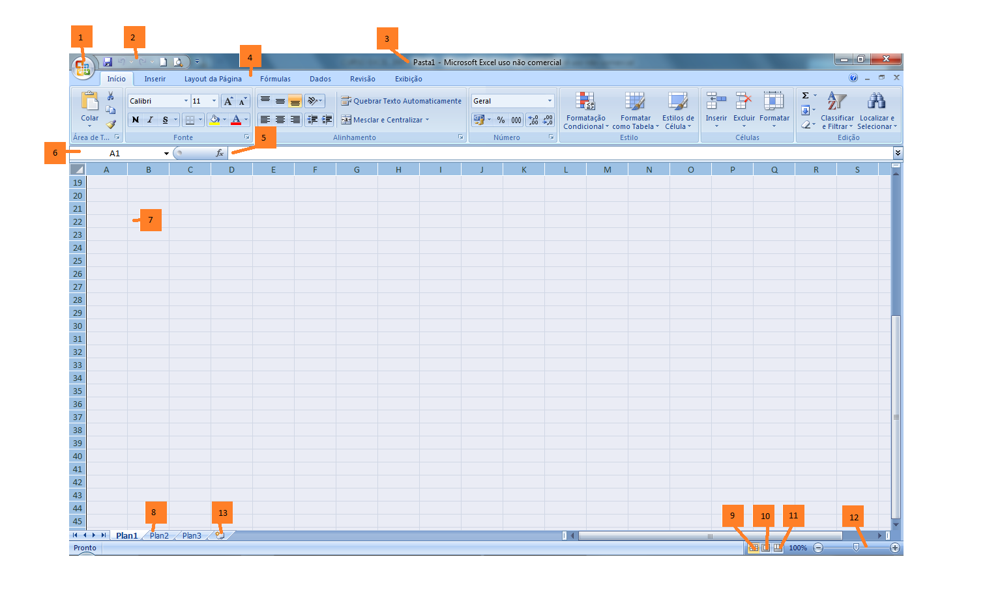 1
2
3
4
Pasta1 - Microsoft Excel uso não comercial
Início Inserir Layout da Página Fórmulas Dados Revisão Exibição
Calibri 11 A A Quebrar Texto Automaticamente Geral
Colar N I S A Mesclar e Centralizar % 000 ,0 ,00 ,00 ,0
Formatação Condicional Formatar como Tabela Estilos de Célula Inserir Excluir Formatar Σ A Z Classificar e Filtrar Localizar e Selecionar
Área de T... Fonte Alinhamento Número Estilo Células Edição
5
6 A1 fx
A B C D E F G H I J K L M N O P Q R S
19
20
21
22 7
23
24
25
26
27
28
29
30
31
32
33
34
35
36
37
38
39
40
41
42
43
44
45
8 13 9 10 11 12
Plan1 Plan2 Plan3
Pronto 100%